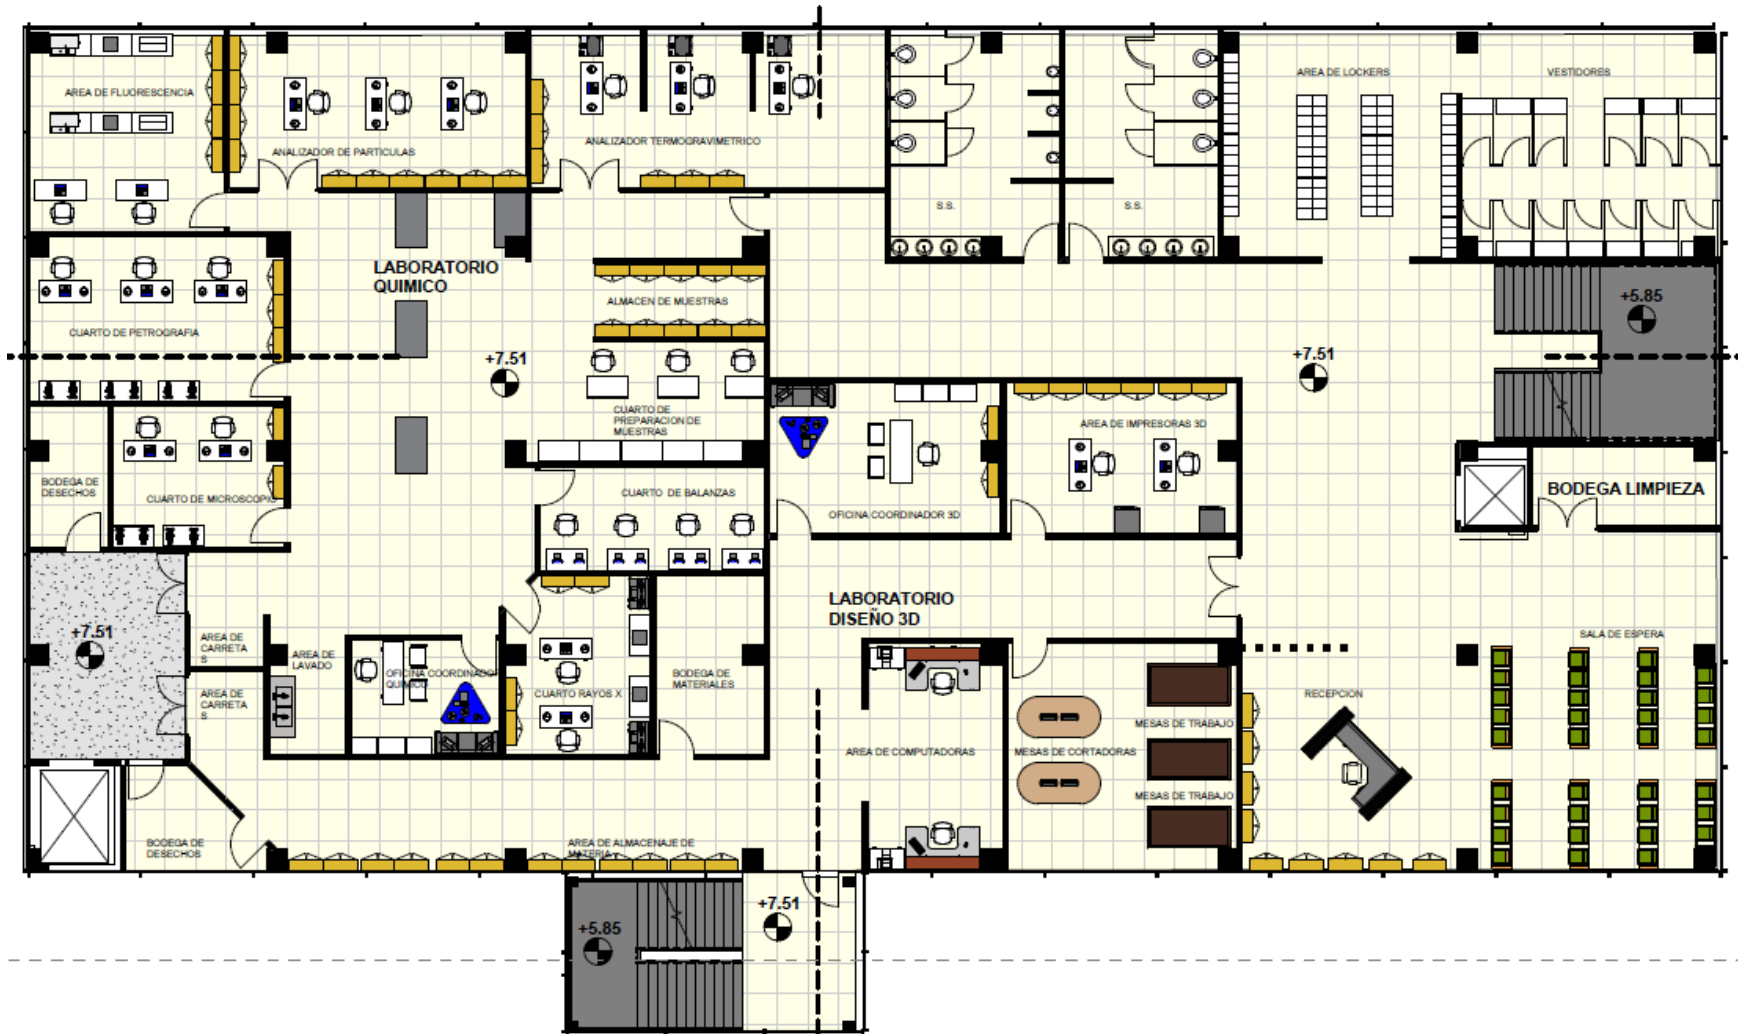 AREA DE FLUORESCENCIA
ANALIZADOR DE PARTICULAS
ANALIZADOR TERMOGRAVIMETRICO
S.S.
S.S.
AREA DE LOCKERS
VESTIDORES
LABORATORIO
QUIMICO
ALMACEN DE MUESTRAS
+5.85
CUARTO DE PETROGRAFIA
+7.51
+7.51
CUARTO DE
PREPARACION DE
MUESTRAS
AREA DE IMPRESORAS 3D
BODEGA DE
DESECHOS
CUARTO DE MICROSCOPIO
CUARTO DE BALANZAS
OFICINA COORDINADOR 3D
BODEGA LIMPIEZA
LABORATORIO
DISEÑO 3D
+7.51
AREA DE
CARRETA
S
AREA DE
LAVADO
OFICINA COORDINADOR
QUIMICO
CUARTO RAYOS X
BODEGA DE
MATERIALES
SALA DE ESPERA
RECEPCION
AREA DE
CARRETA
S
MESAS DE TRABAJO
AREA DE COMPUTADORAS
MESAS DE CORTADORAS
MESAS DE TRABAJO
BODEGA DE
DESECHOS
AREA DE ALMACENAJE DE
MATERIA
+7.51
+5.85